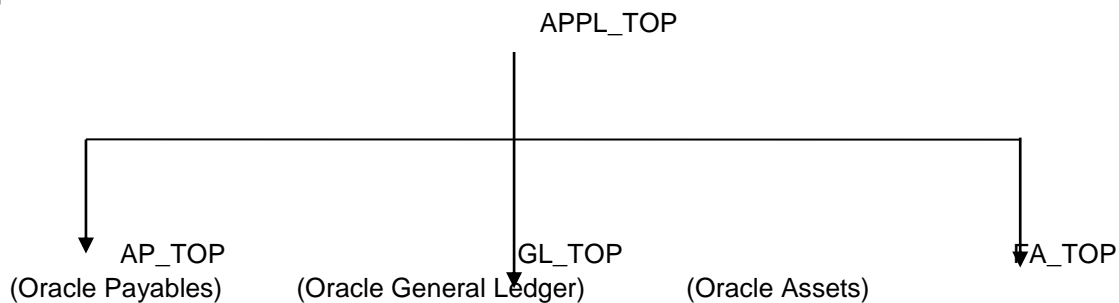 APPL_TOP
AP_TOP GL_TOP FA_TOP
(Oracle Payables) (Oracle General Ledger) (Oracle Assets)